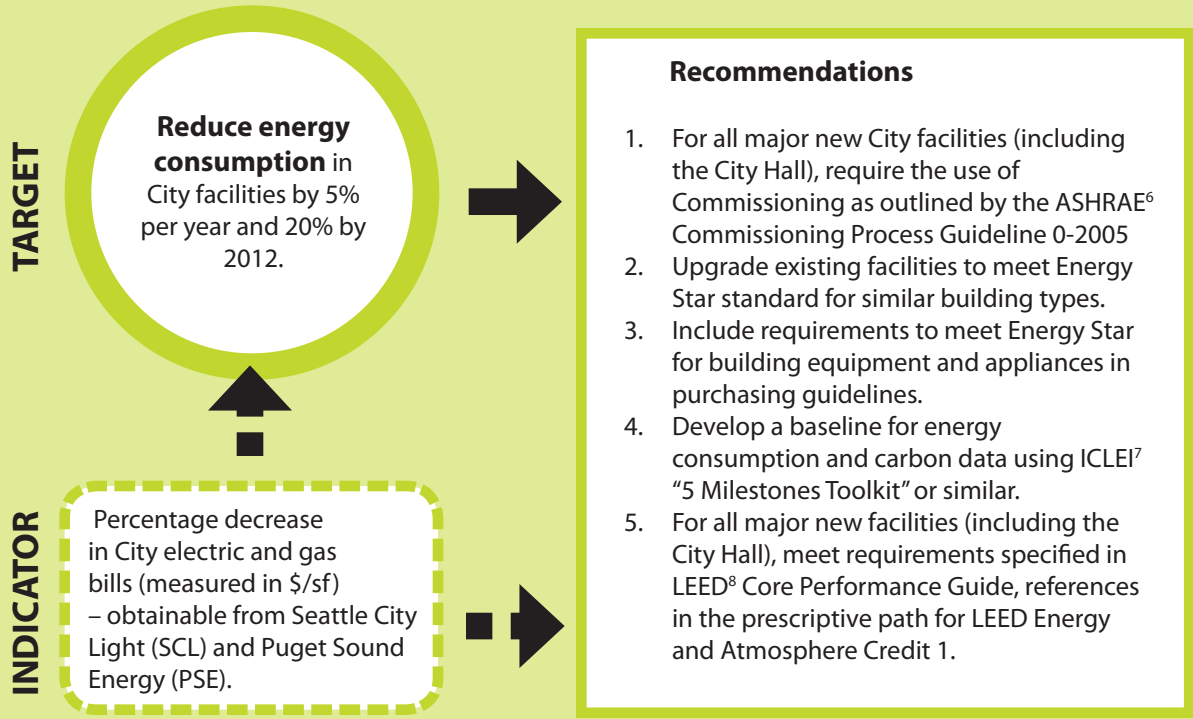 TARGET
Reduce energy
consumption in
City facilities by 5%
per year and 20% by
2012.
INDICATOR
Percentage decrease
in City electric and gas
bills (measured in $/sf)
– obtainable from Seattle City
Light (SCL) and Puget Sound
Energy (PSE).
Recommendations
1. For all major new City facilities (including
the City Hall), require the use of
Commissioning as outlined by the ASHRAE⁶
Commissioning Process Guideline 0-2005
2. Upgrade existing facilities to meet Energy
Star standard for similar building types.
3. Include requirements to meet Energy Star
for building equipment and appliances in
purchasing guidelines.
4. Develop a baseline for energy
consumption and carbon data using ICLEI⁷
“5 Milestones Toolkit” or similar.
5. For all major new facilities (including the
City Hall), meet requirements specified in
LEED⁸ Core Performance Guide, references
in the prescriptive path for LEED Energy
and Atmosphere Credit 1.